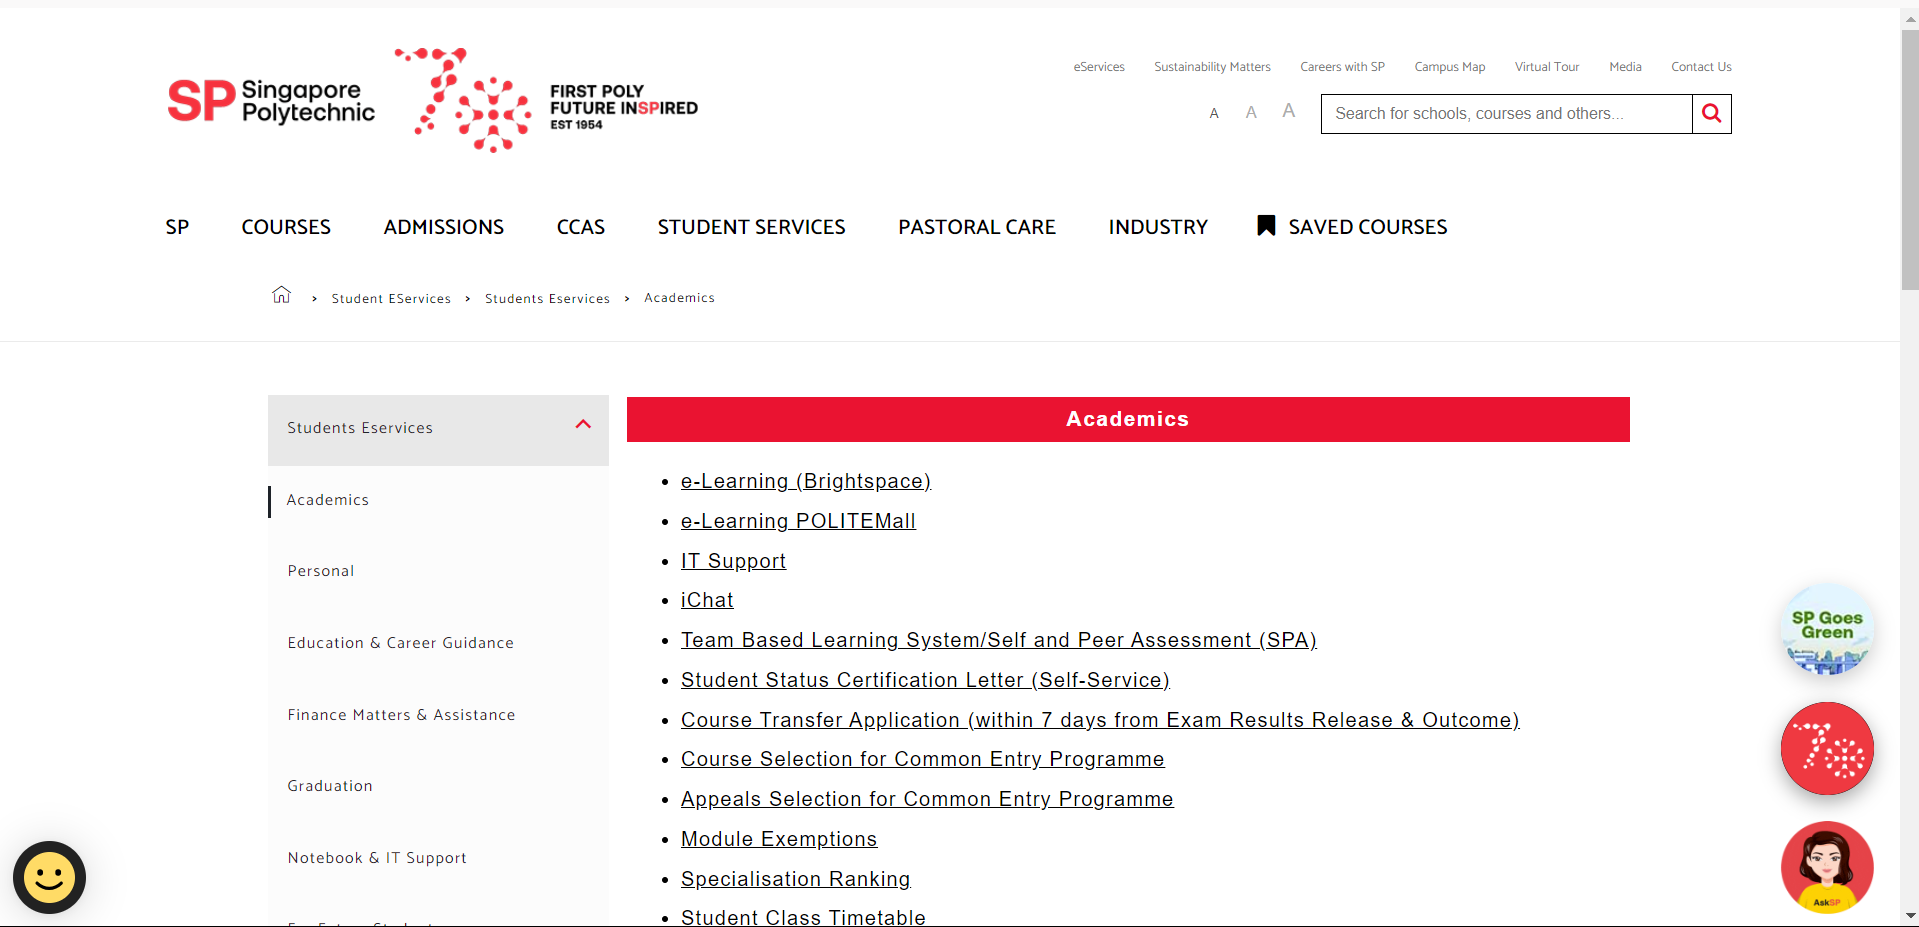 SP Singapore Polytechnic
70
FIRST POLY
FUTURE INSPIRED
EST 1954
eServices Sustainability Matters Careers with SP Campus Map Virtual Tour Media Contact Us
A A A
Search for schools, courses and others...
SP COURSES ADMISSIONS CCAS STUDENT SERVICES PASTORAL CARE INDUSTRY SAVED COURSES
› Student EServices › Students Eservices › Academics
Students Eservices
Academics
Personal
Education & Career Guidance
Finance Matters & Assistance
Graduation
Notebook & IT Support
Academics
• e-Learning (Brightspace)
• e-Learning POLITEMall
• IT Support
• iChat
• Team Based Learning System/Self and Peer Assessment (SPA)
• Student Status Certification Letter (Self-Service)
• Course Transfer Application (within 7 days from Exam Results Release & Outcome)
• Course Selection for Common Entry Programme
• Appeals Selection for Common Entry Programme
• Module Exemptions
• Specialisation Ranking
• Student Class Timetable
SP Goes
Green
70
AskSP